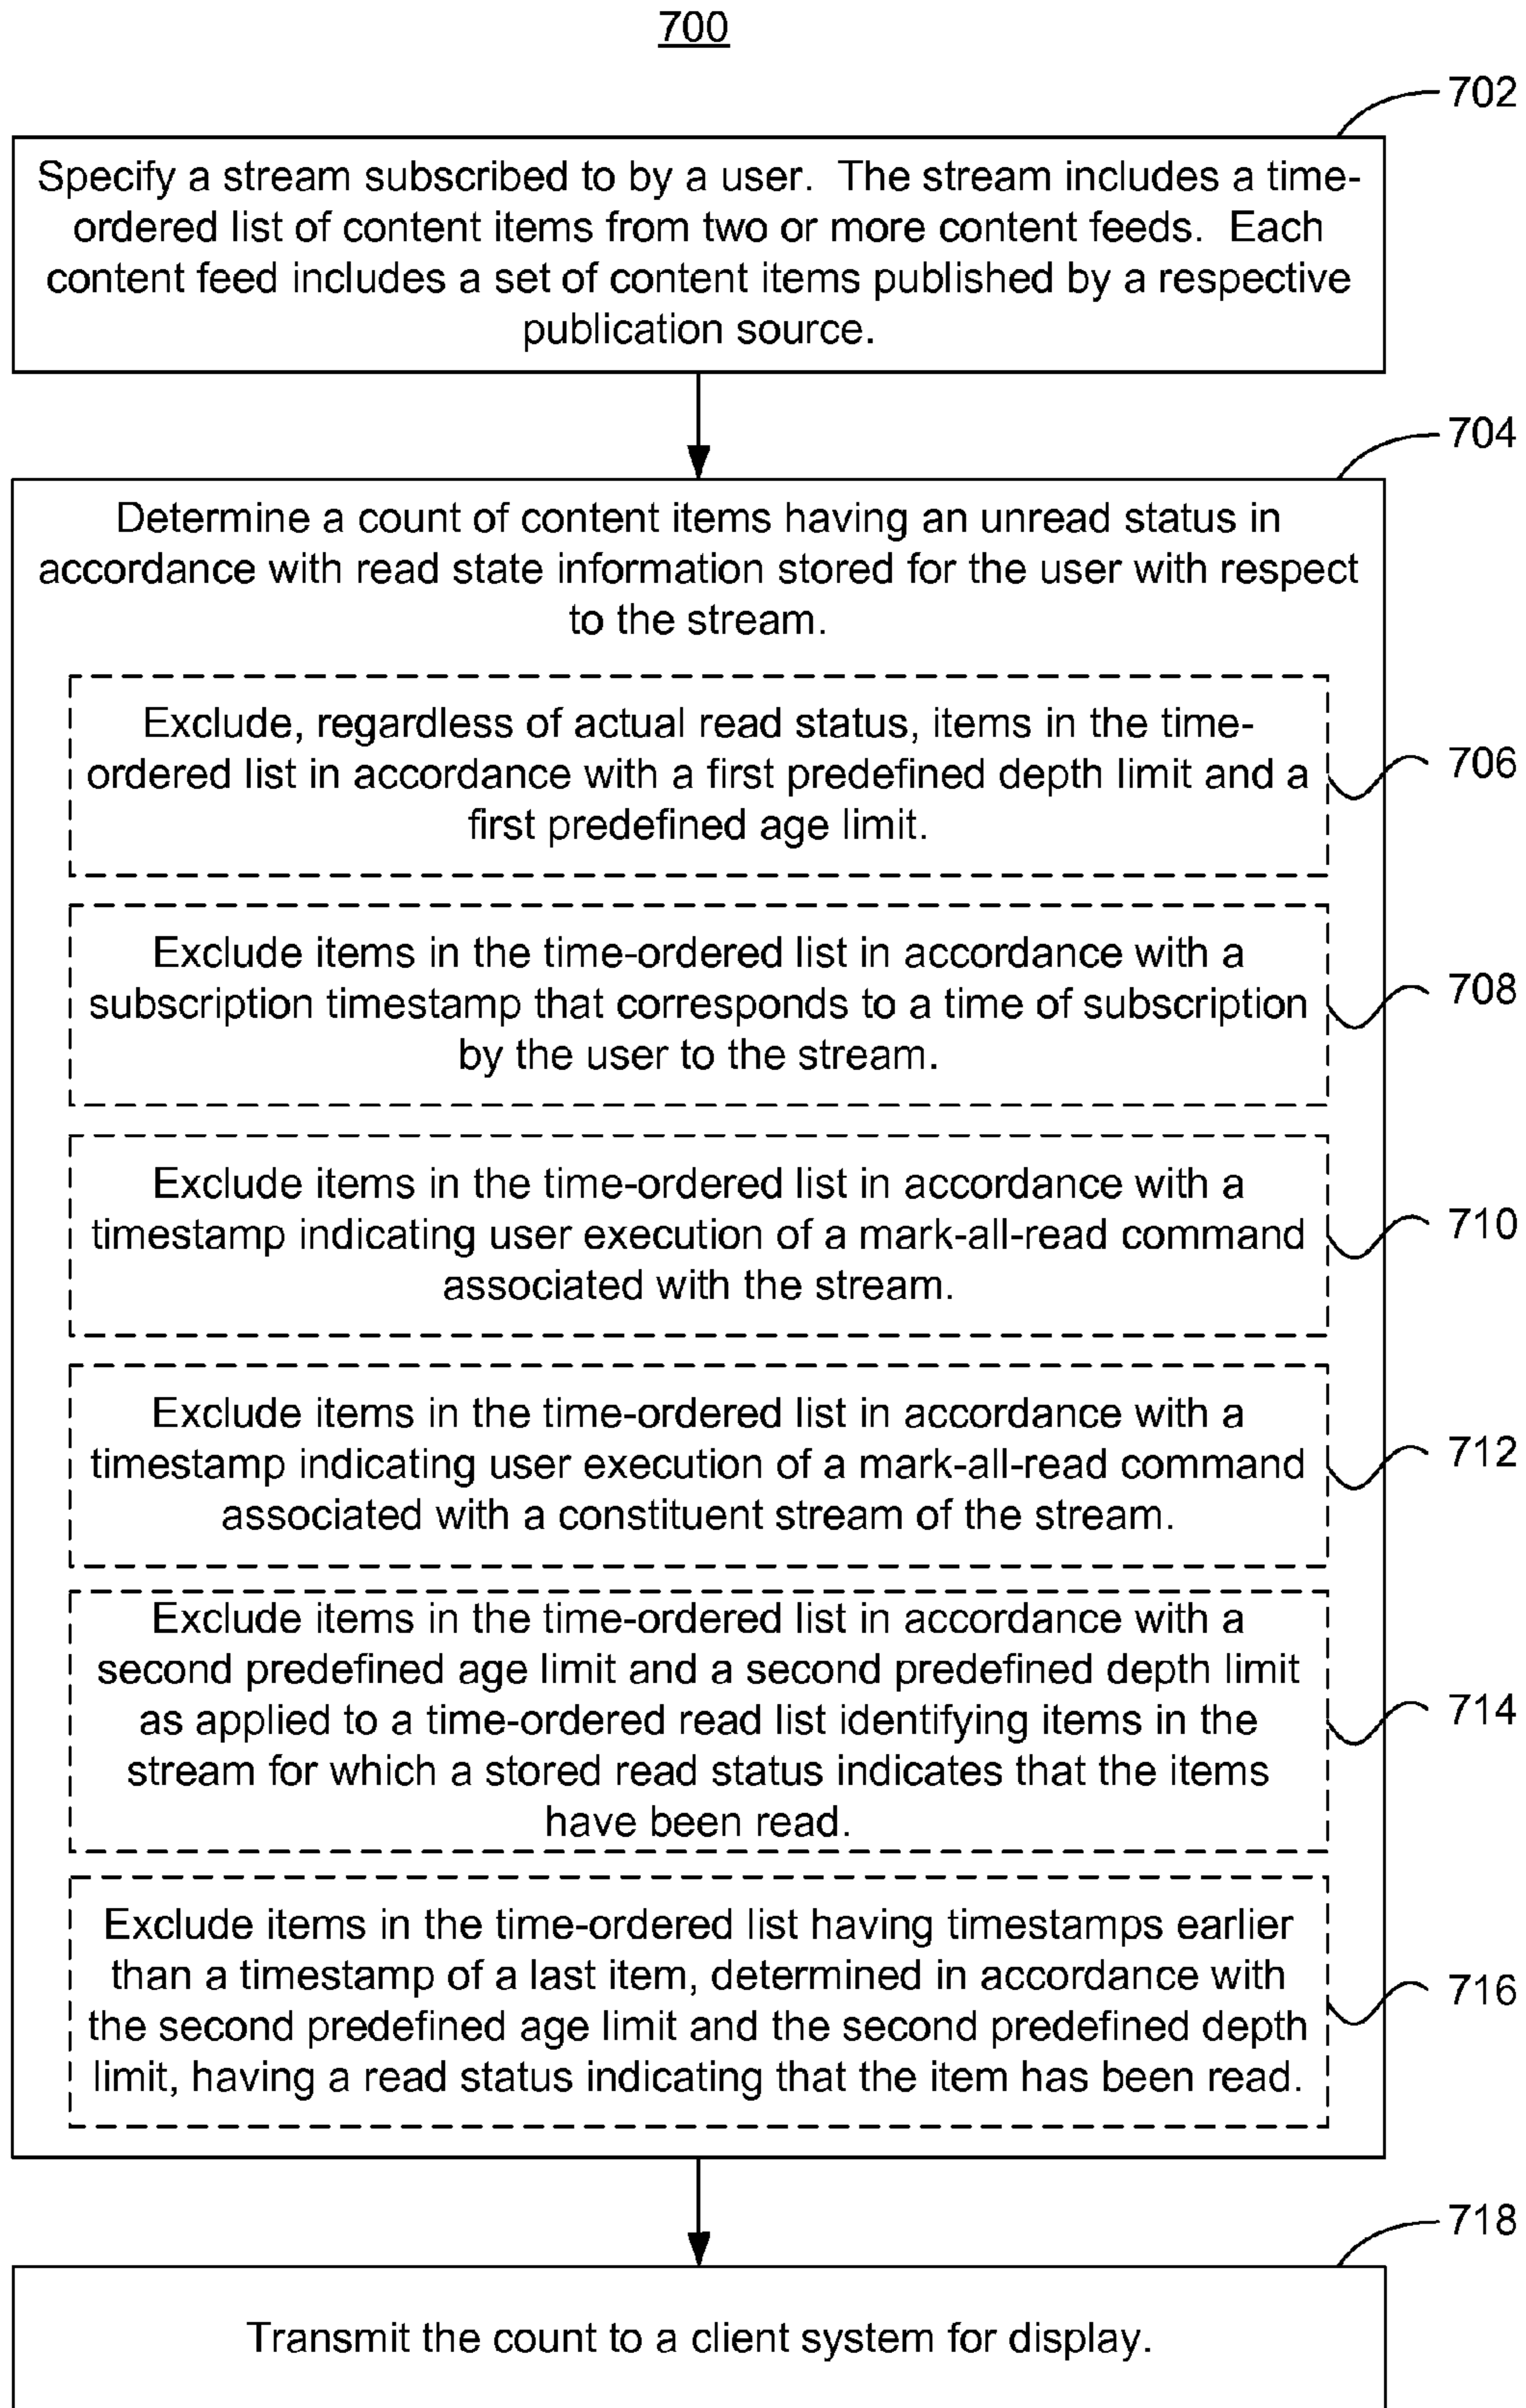 700
702
Specify a stream subscribed to by a user. The stream includes a time-
ordered list of content items from two or more content feeds. Each
content feed includes a set of content items published by a respective
publication source.
704
Determine a count of content items having an unread status in
accordance with read state information stored for the user with respect
to the stream.
Exclude, regardless of actual read status, items in the time-
ordered list in accordance with a first predefined depth limit and a
first predefined age limit.
706
Exclude items in the time-ordered list in accordance with a
subscription timestamp that corresponds to a time of subscription
by the user to the stream.
708
Exclude items in the time-ordered list in accordance with a
timestamp indicating user execution of a mark-all-read command
associated with the stream.
710
Exclude items in the time-ordered list in accordance with a
timestamp indicating user execution of a mark-all-read command
associated with a constituent stream of the stream.
712
Exclude items in the time-ordered list in accordance with a
second predefined age limit and a second predefined depth limit
as applied to a time-ordered read list identifying items in the
stream for which a stored read status indicates that the items
have been read.
714
Exclude items in the time-ordered list having timestamps earlier
than a timestamp of a last item, determined in accordance with
the second predefined age limit and the second predefined depth
limit, having a read status indicating that the item has been read.
716
718
Transmit the count to a client system for display.